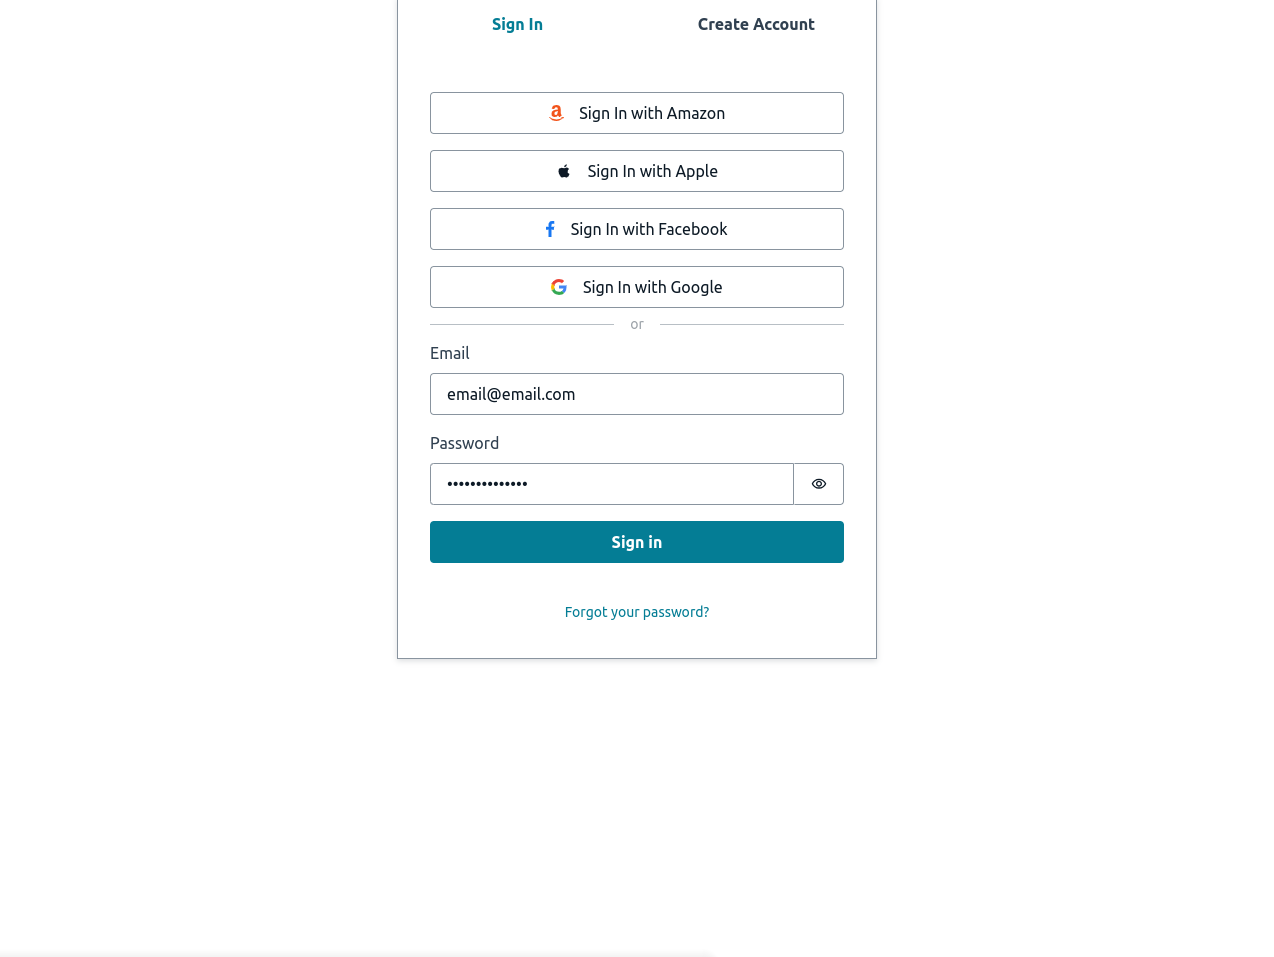 Sign In
Create Account
Sign In with Amazon
Sign In with Apple
Sign In with Facebook
Sign In with Google
or
Email
email@email.com
Password
••••••••••••••
Sign in
Forgot your password?